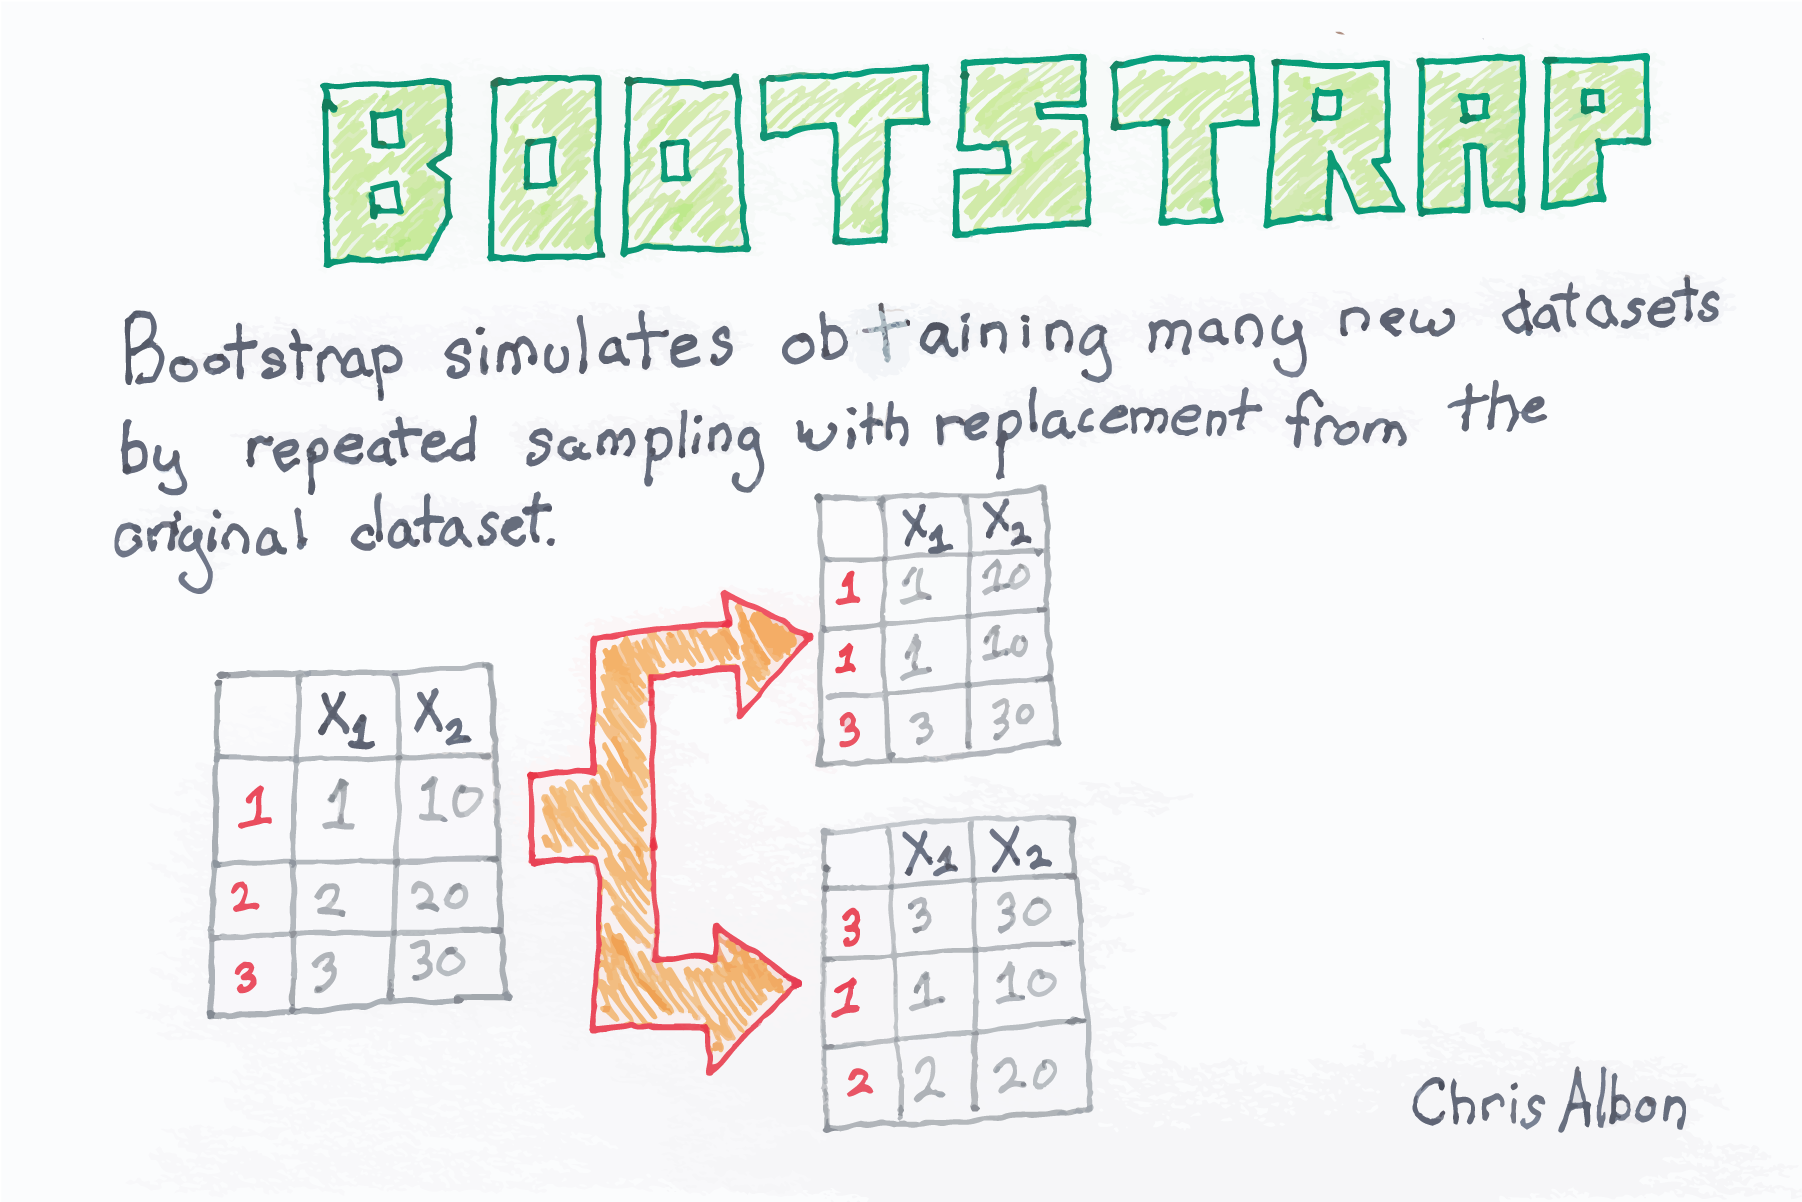 BOOTSTRAP
Bootstrap simulates obtaining many new datasets
by repeated sampling with replacement from the
original dataset.
X1 X2
1 1 10
1 1 10
3 3 30
X1 X2
1 1 10
2 2 20
3 3 30
X1 X2
3 3 30
1 1 10
2 2 20
Chris Albon